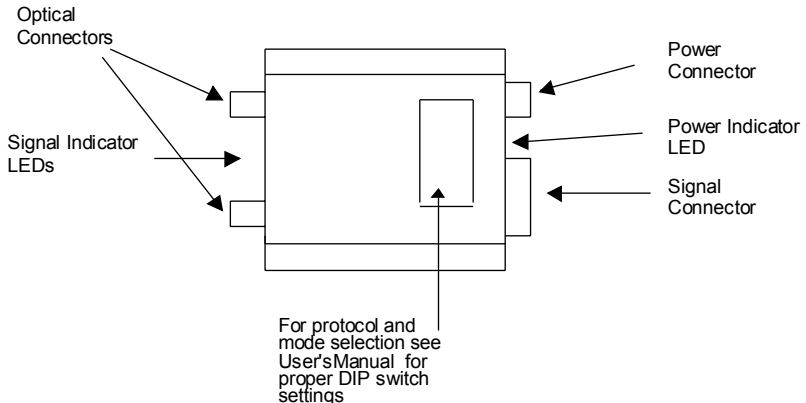 Optical
Connectors
Signal Indicator
LEDs
Power
Connector
Power Indicator
LED
Signal
Connector
For protocol and
mode selection see
User'sManual for
proper DIP switch
settings